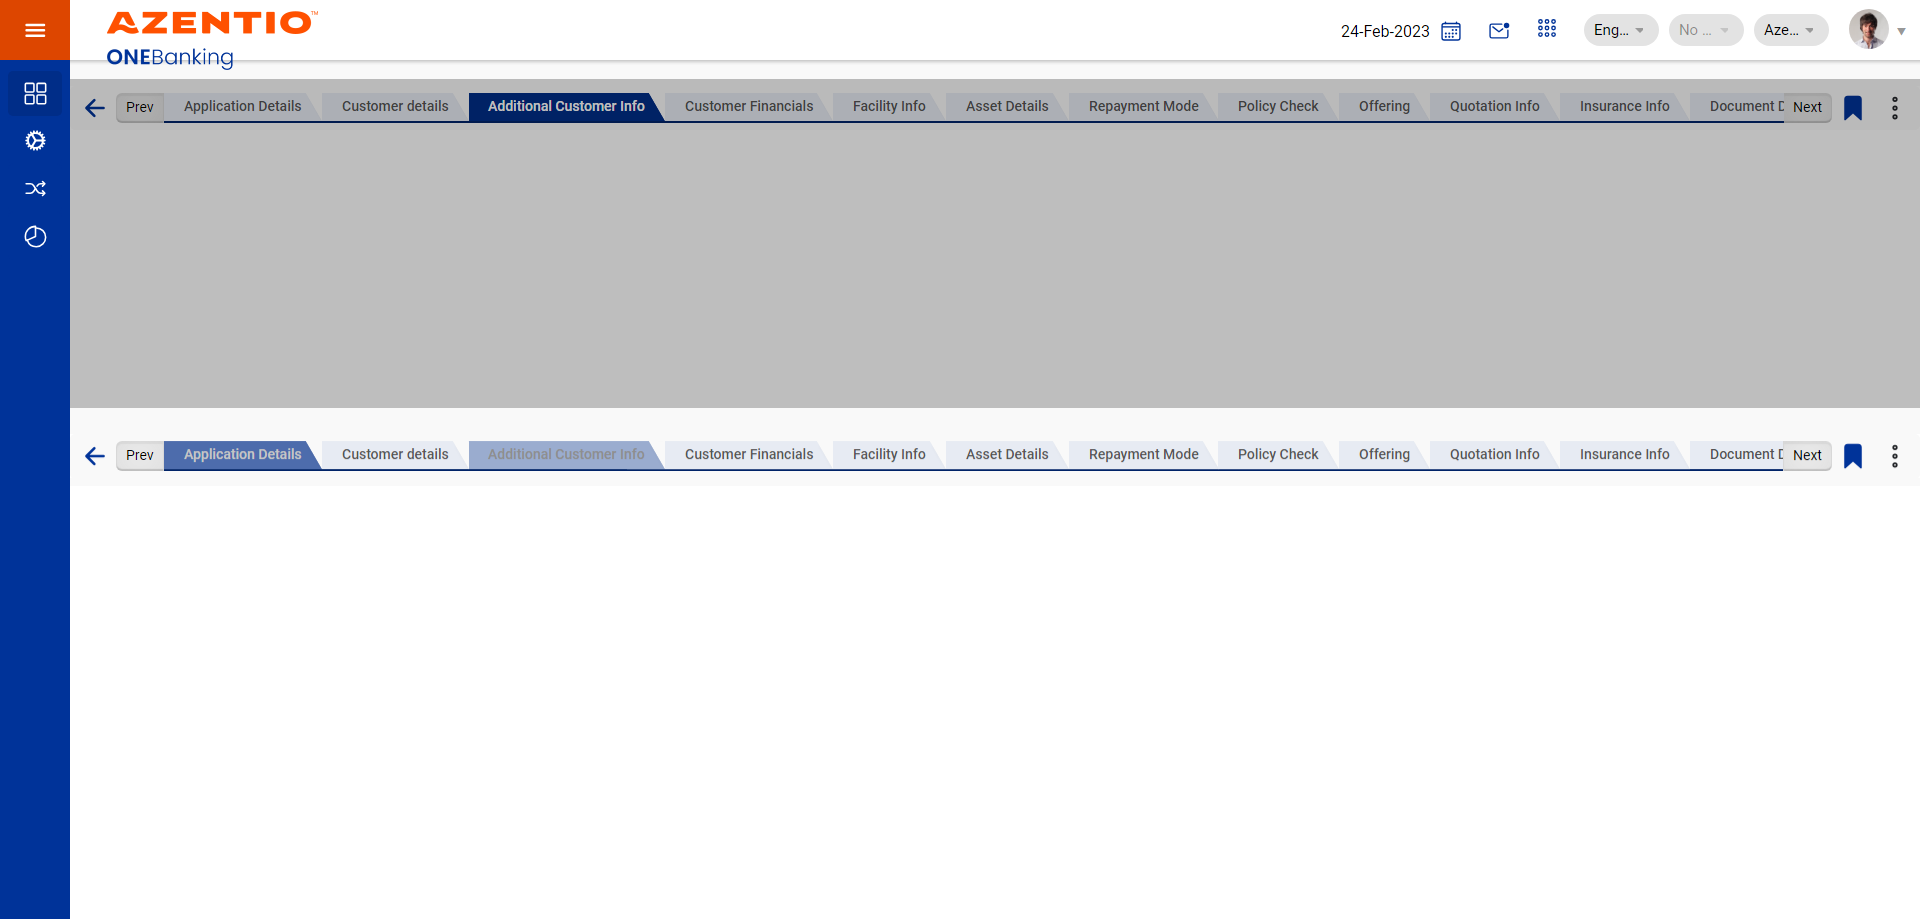 AZENTIO™
ONEBanking
24-Feb-2023 Eng... No ... Aze...
Prev Application Details Customer details Additional Customer Info Customer Financials Facility Info Asset Details Repayment Mode Policy Check Offering Quotation Info Insurance Info Document D Next
Prev Application Details Customer details Additional Customer Info Customer Financials Facility Info Asset Details Repayment Mode Policy Check Offering Quotation Info Insurance Info Document D Next